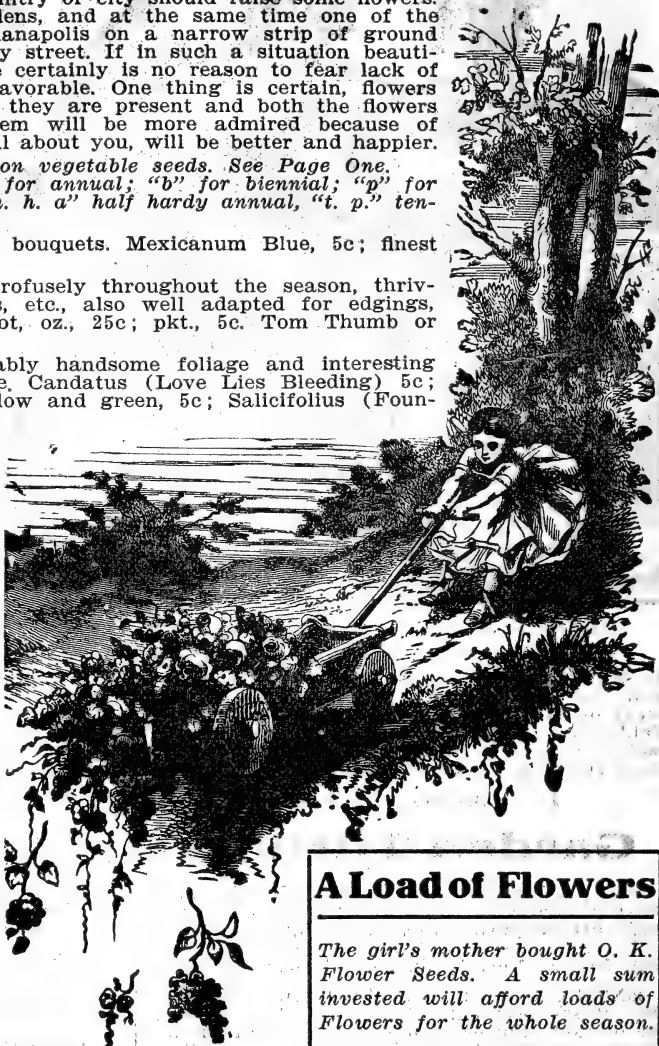 ntry or city should raise some flowers.
lens, and at the same time one of the
ianapolis on a narrow strip of ground
y street. If in such a situation beauti-
e certainly is no reason to fear lack of
avorable. One thing is certain, flowers
they are present and both the flowers
em will be more admired because of
l about you, will be better and happier.
on vegetable seeds. See Page One.
for annual; "b" for biennial; "p" for
. h. a" half hardy annual, "t. p." ten-
bouquets. Mexicanum Blue, 5c; finest
rofusely throughout the season, thriv-
s, etc., also well adapted for edgings,
ot, oz., 25c; pkt., 5c. Tom Thumb or
ably handsome foliage and interesting
e. Candatus (Love Lies Bleeding) 5c;
low and green, 5c; Salicifolius (Foun-
A Load of Flowers
The girl's mother bought O. K.
Flower Seeds. A small sum
invested will afford loads of
Flowers for the whole season.